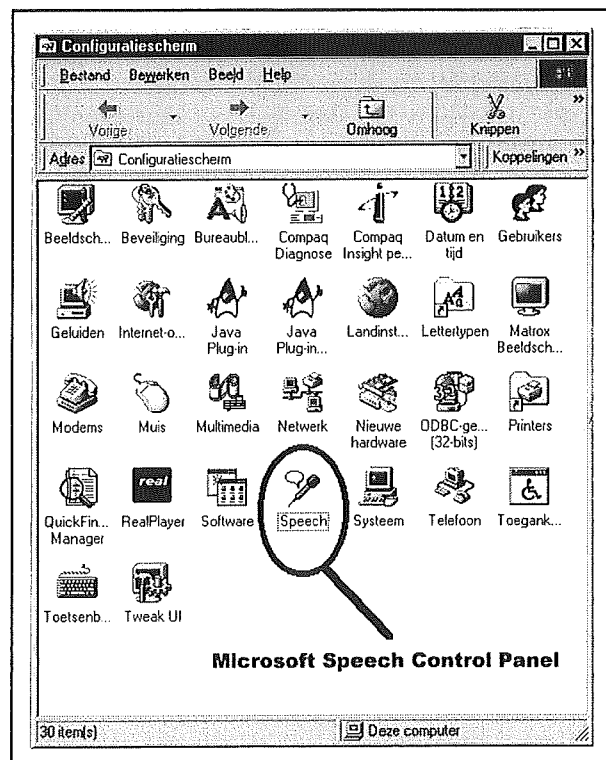 Configuratiescherm
Bestand Bewerken Beeld Help
Vorige Volgende Omhoog Knippen »
Adres Configuratiescherm Koppelingen »
Beeldsch... Beveiliging Bureaubl... Compaq Diagnose Compaq Insight pe... Datum en tijd Gebruikers
Geluiden Internet-o... Java Plug-in Java Plug-in... Landinst... Lettertypen Matrox Beeldsch...
Modems Muis Multimedia Netwerk Nieuwe hardware ODBC-ge... (32-bits) Printers
QuickFin... Manager RealPlayer Software Speech Systeem Telefoon Toegank...
Toetsenb... Tweak UI
Microsoft Speech Control Panel
30 item(s) Deze computer